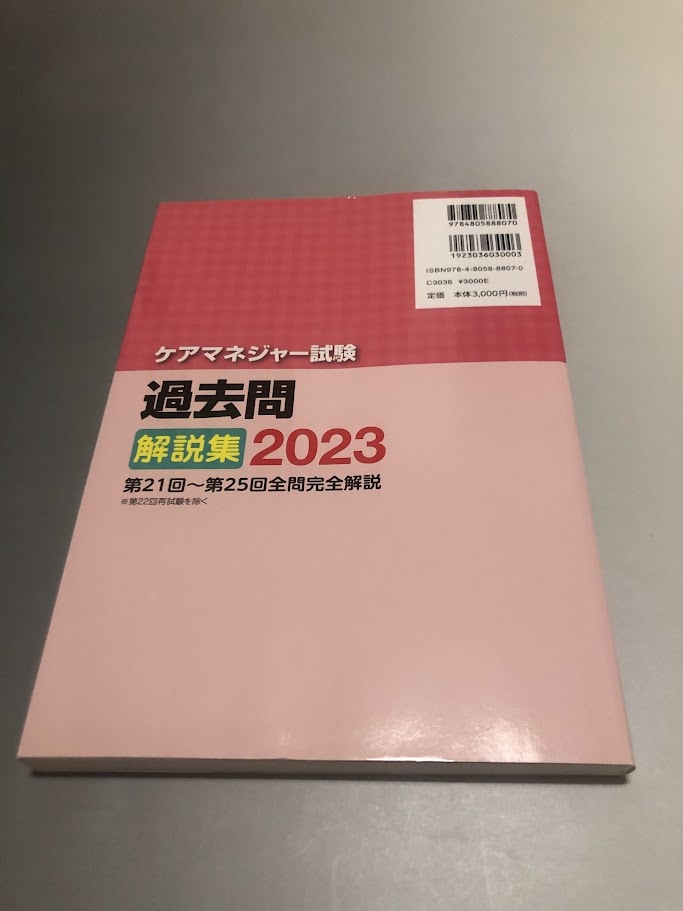 9784805888070
1923036030003
ISBN978-4-8058-8807-0
C3036 ¥3000E
定価 本体3,000円(税別)
ケアマネジャー試験
過去問
解説集 2023
第21回〜第25回全問完全解説
※第22回再試験を除く